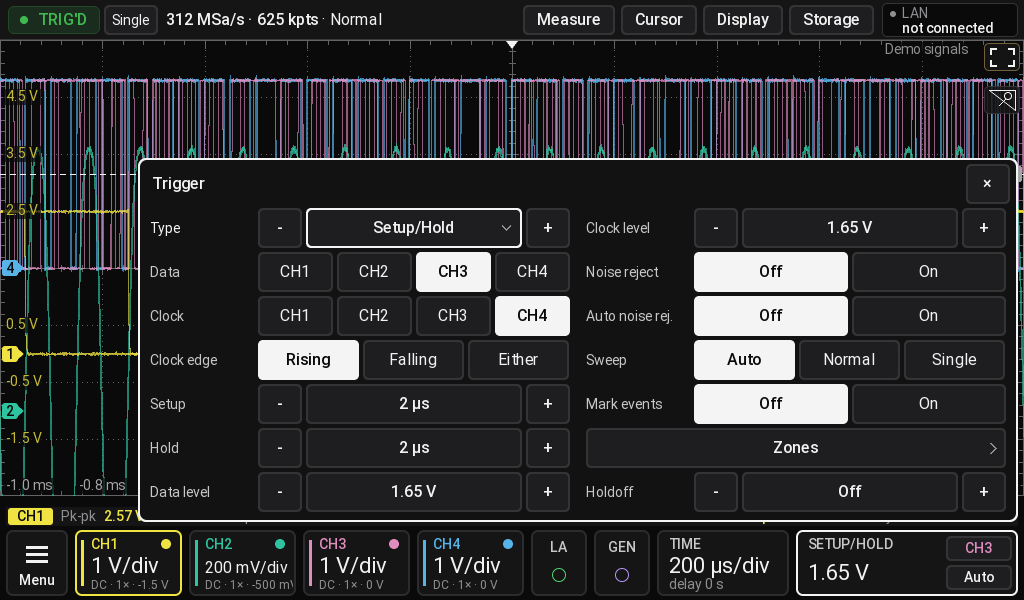 TRIG'D Single 312 MSa/s · 625 kpts · Normal Measure Cursor Display Storage LAN
not connected
Demo signals
4.5 V
3.5 V
Trigger ×
Type - Setup/Hold + Clock level - 1.65 V +
2.5 V
Data CH1 CH2 CH3 CH4 Noise reject Off On
4
Clock CH1 CH2 CH3 CH4 Auto noise rej. Off On
0.5 V
1
Clock edge Rising Falling Either Sweep Auto Normal Single
-0.5 V
Setup - 2 µs + Mark events Off On
2
-1.5 V
Hold - 2 µs + Zones
-1.0 ms -0.8 ms
Data level - 1.65 V + Holdoff - Off +
CH1 Pk-pk 2.57 V
Menu
CH1
1 V/div
DC · 1× · -1.5 V
CH2
200 mV/div
DC · 1× · -500 mV
CH3
1 V/div
DC · 1× · 0 V
CH4
1 V/div
DC · 1× · 0 V
LA
GEN
TIME
200 µs/div
delay 0 s
SETUP/HOLD CH3
1.65 V Auto